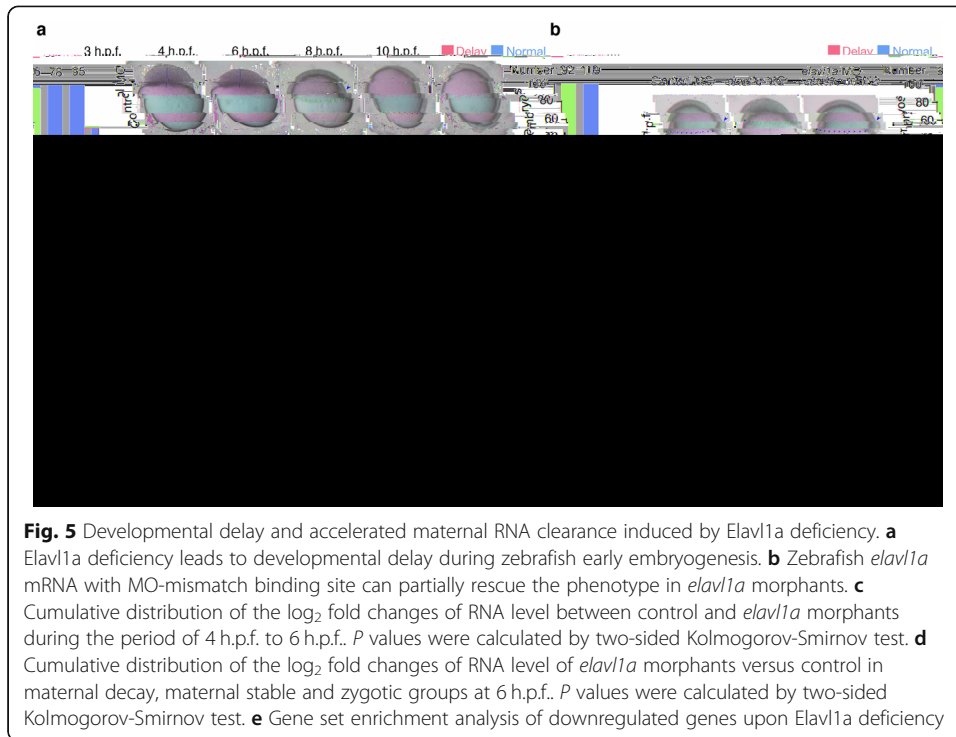 a b
3 h.p.f. 4 h.p.f. 6 h.p.f. 8 h.p.f. 10 h.p.f. Delay Normal Delay Normal
80 80
60 60
Fig. 5 Developmental delay and accelerated maternal RNA clearance induced by Elavl1a deficiency. a
Elavl1a deficiency leads to developmental delay during zebrafish early embryogenesis. b Zebrafish elavl1a
mRNA with MO-mismatch binding site can partially rescue the phenotype in elavl1a morphants. c
Cumulative distribution of the log₂ fold changes of RNA level between control and elavl1a morphants
during the period of 4 h.p.f. to 6 h.p.f.. P values were calculated by two-sided Kolmogorov-Smirnov test. d
Cumulative distribution of the log₂ fold changes of RNA level of elavl1a morphants versus control in
maternal decay, maternal stable and zygotic groups at 6 h.p.f.. P values were calculated by two-sided
Kolmogorov-Smirnov test. e Gene set enrichment analysis of downregulated genes upon Elavl1a deficiency